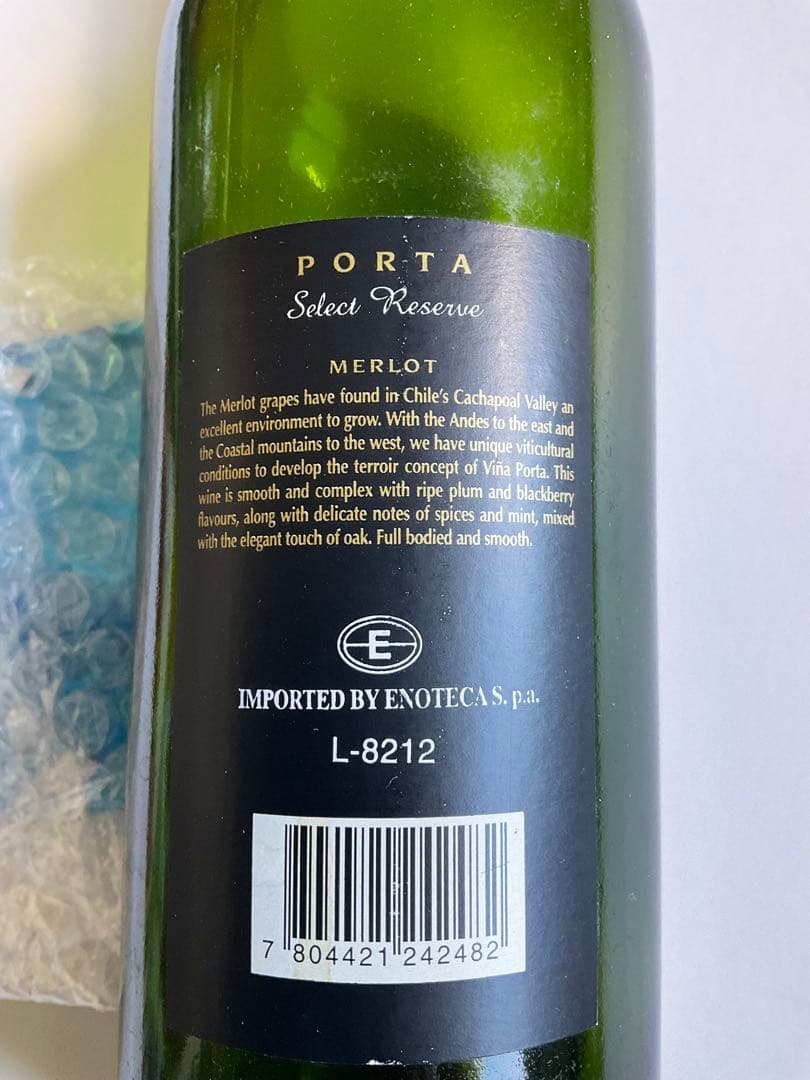 PORTA
Select Reserve
MERLOT
The Merlot grapes have found in Chile's Cachapoal Valley an
excellent environment to grow. With the Andes to the east and
the Coastal mountains to the west, we have unique viticultural
conditions to develop the terroir concept of Viña Porta. This
wine is smooth and complex with ripe plum and blackberry
flavours, along with delicate notes of spices and mint, mixed
with the elegant touch of oak. Full bodied and smooth.
E
IMPORTED BY ENOTECA S. p.a.
L-8212
7 804421 242482